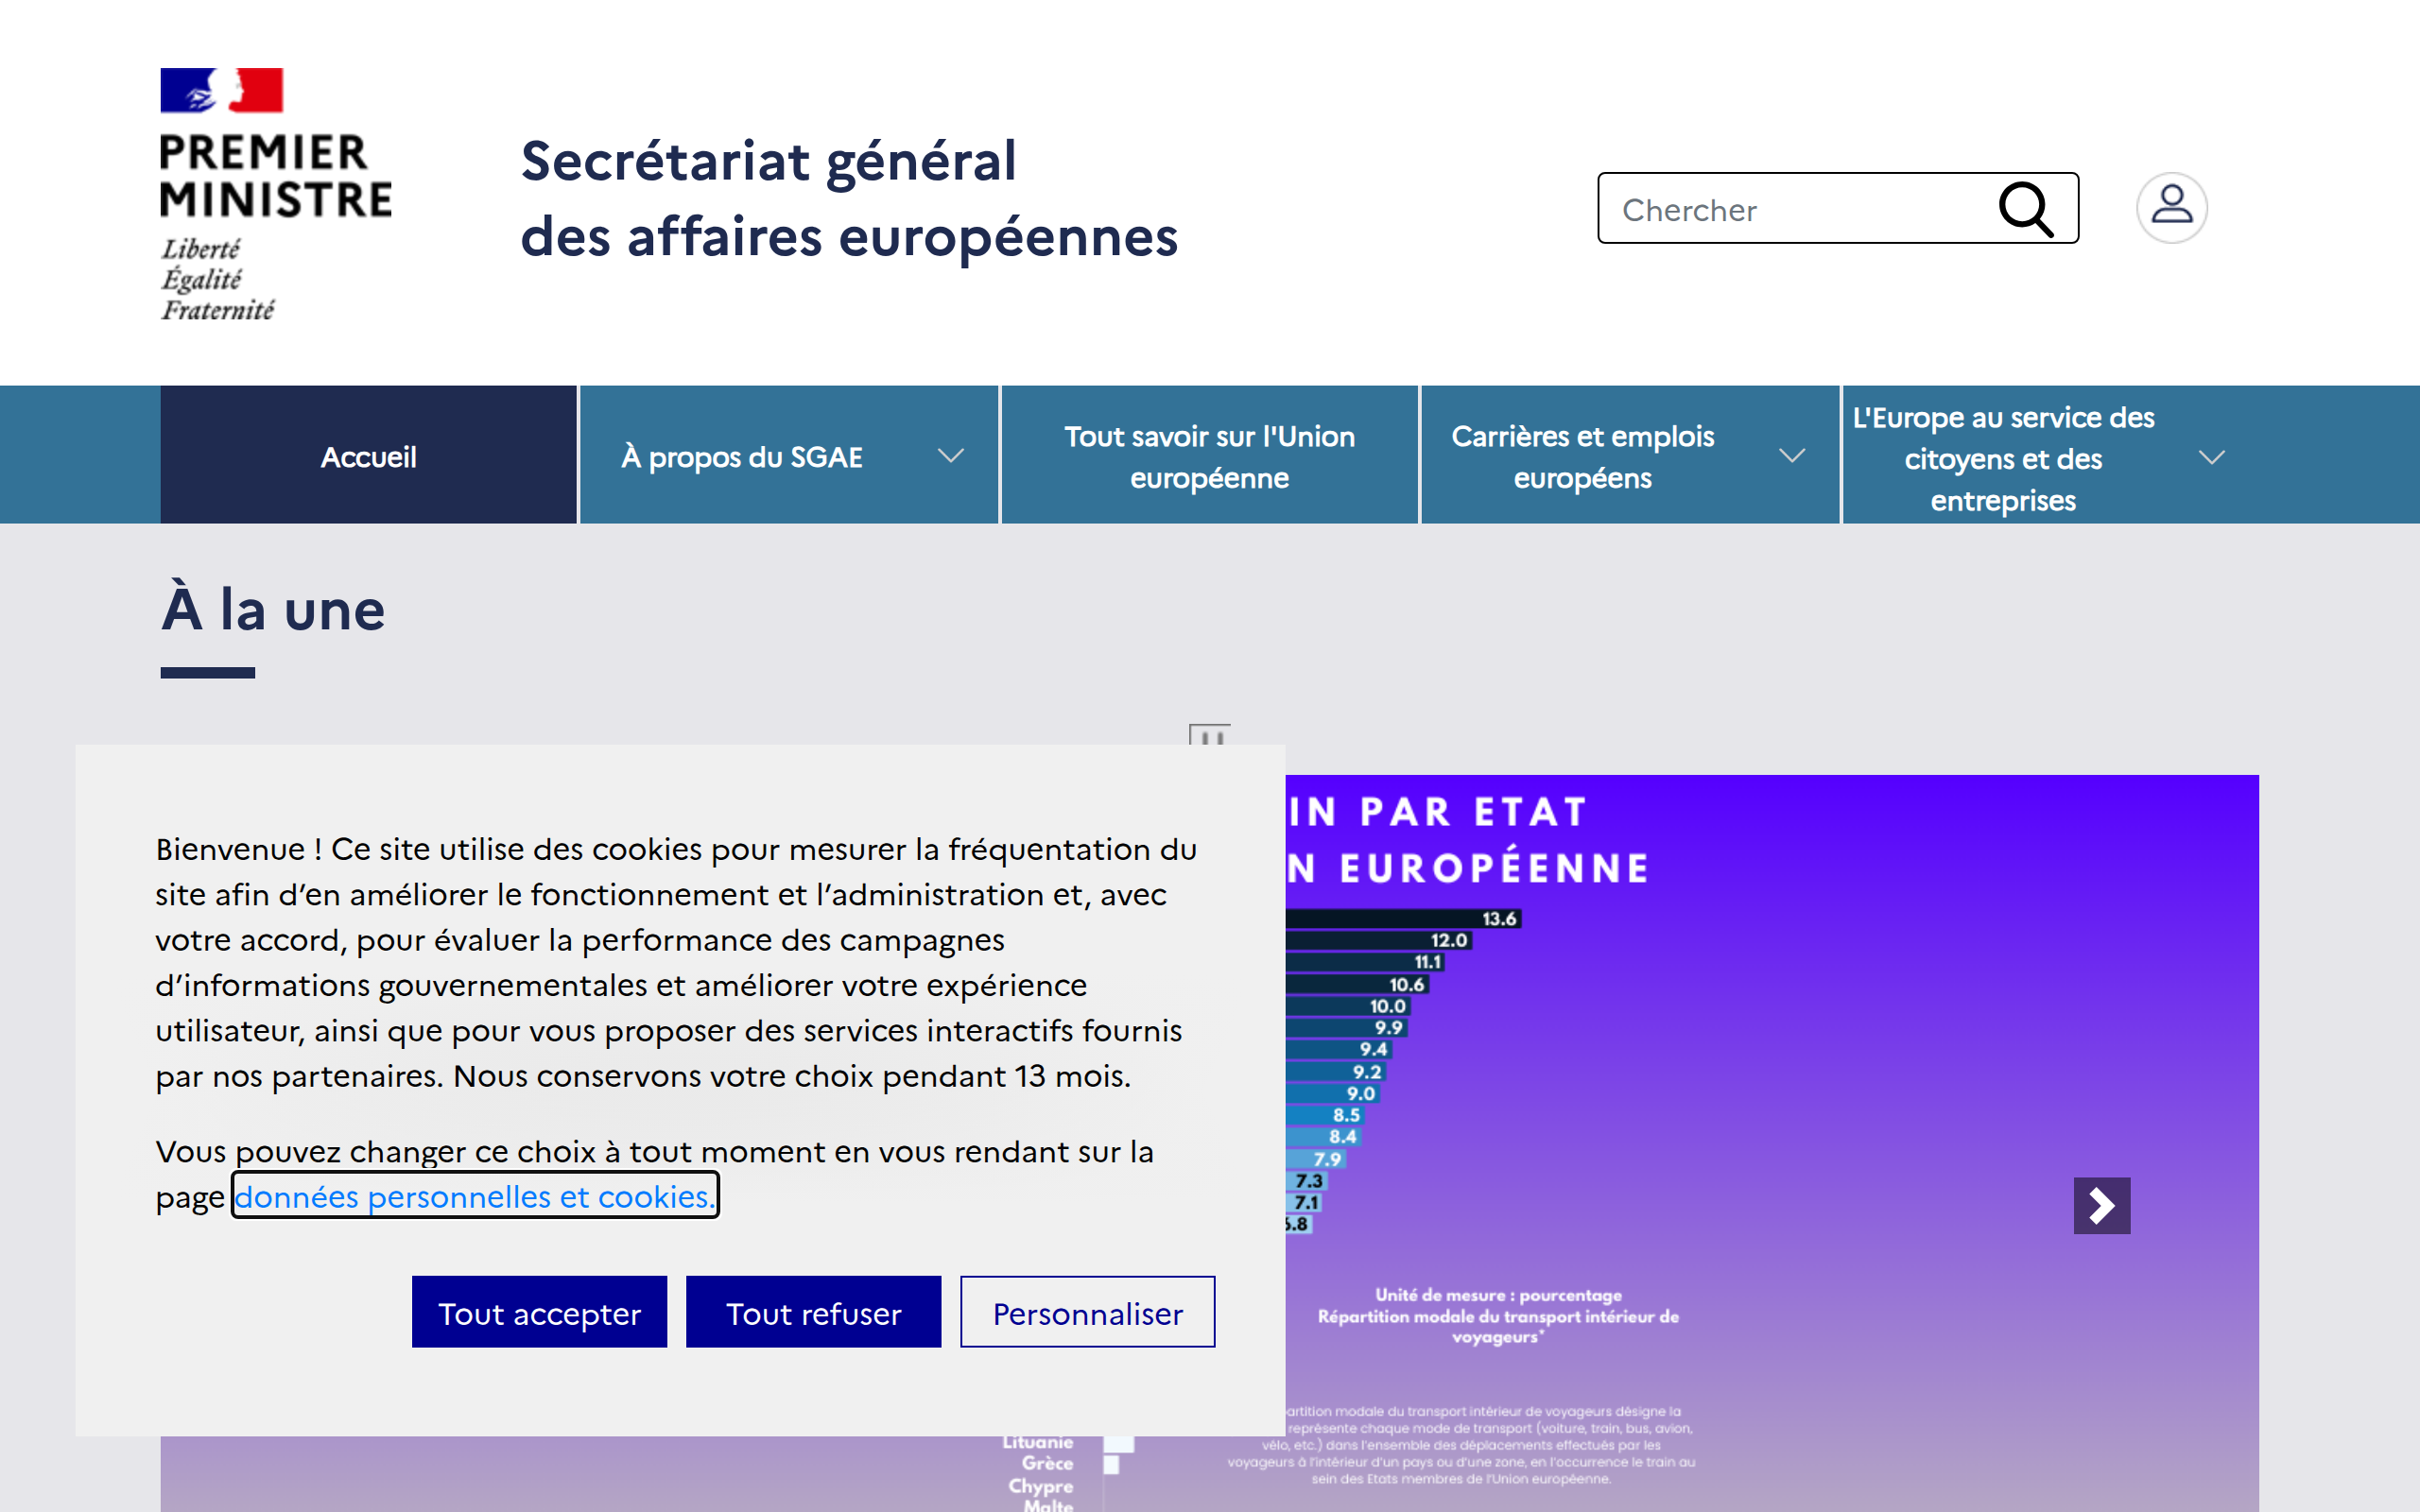 PREMIER
MINISTRE
Liberté
Égalité
Fraternité
Secrétariat général
des affaires européennes
Chercher
Accueil
À propos du SGAE
Tout savoir sur l'Union
européenne
Carrières et emplois
européens
L'Europe au service des
citoyens et des
entreprises
À la une
Bienvenue ! Ce site utilise des cookies pour mesurer la fréquentation du
site afin d’en améliorer le fonctionnement et l’administration et, avec
votre accord, pour évaluer la performance des campagnes
d’informations gouvernementales et améliorer votre expérience
utilisateur, ainsi que pour vous proposer des services interactifs fournis
par nos partenaires. Nous conservons votre choix pendant 13 mois.
Vous pouvez changer ce choix à tout moment en vous rendant sur la
page données personnelles et cookies.
Tout accepter
Tout refuser
Personnaliser
IN PAR ETAT
N EUROPÉENNE
13.6
12.0
11.1
10.6
10.0
9.9
9.4
9.2
9.0
8.5
8.4
7.9
7.3
7.1
6.8
Unité de mesure : pourcentage
Répartition modale du transport intérieur de
voyageurs*
artition modale du transport intérieur de voyageurs désigne la
représente chaque mode de transport (voiture, train, bus, avion,
vélo, etc.) dans l'ensemble des déplacements effectués par les
voyageurs à l'intérieur d'un pays ou d'une zone, en l'occurrence le train au
sein des Etats membres de l'Union européenne.
Lituanie
Grèce
Chypre
Malte